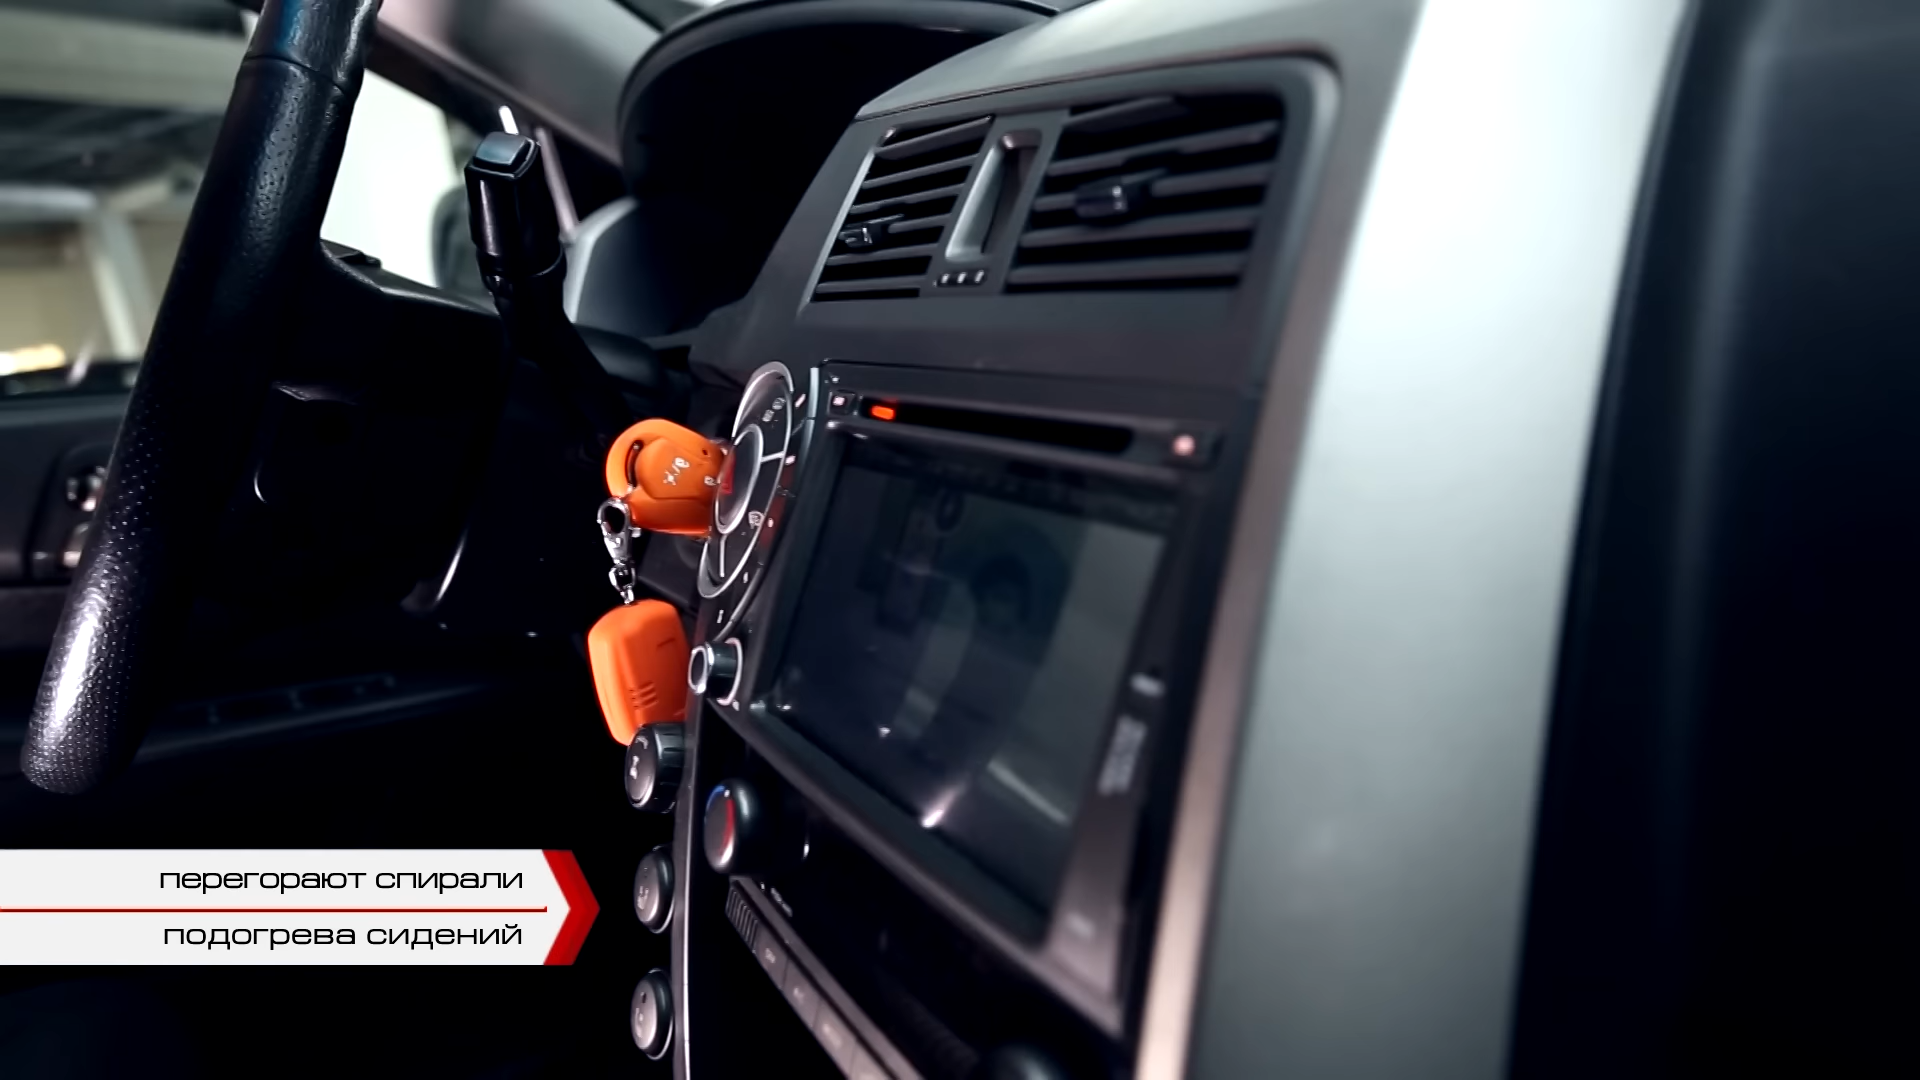 перегорают спирали
подогрева сидений